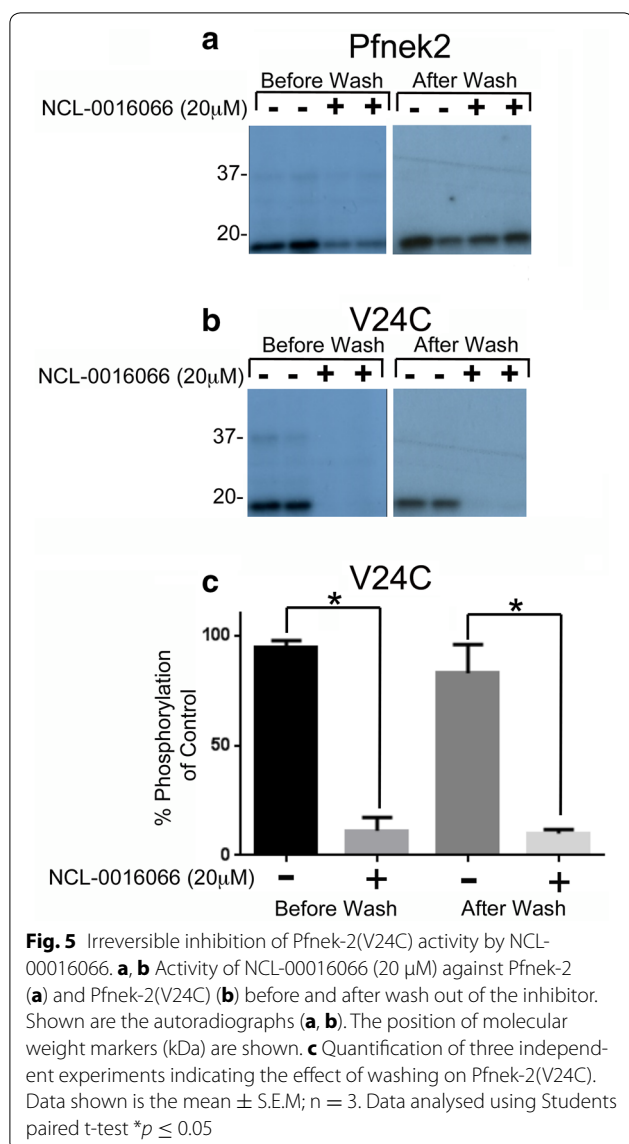 a
Pfnek2
Before Wash After Wash
NCL-0016066 (20μM) - - + + - - + +
37-
20-
b
V24C
Before Wash After Wash
NCL-0016066 (20μM) - - + + - - + +
37-
20-
c
V24C
* *
% Phosphorylation
of Control
100
50
0
NCL-0016066 (20μM) - + - +
Before Wash After Wash
Fig. 5 Irreversible inhibition of Pfnek-2(V24C) activity by NCL-
00016066. a, b Activity of NCL-00016066 (20 μM) against Pfnek-2
(a) and Pfnek-2(V24C) (b) before and after wash out of the inhibitor.
Shown are the autoradiographs (a, b). The position of molecular
weight markers (kDa) are shown. c Quantification of three independ-
ent experiments indicating the effect of washing on Pfnek-2(V24C).
Data shown is the mean ± S.E.M; n = 3. Data analysed using Students
paired t-test *p ≤ 0.05